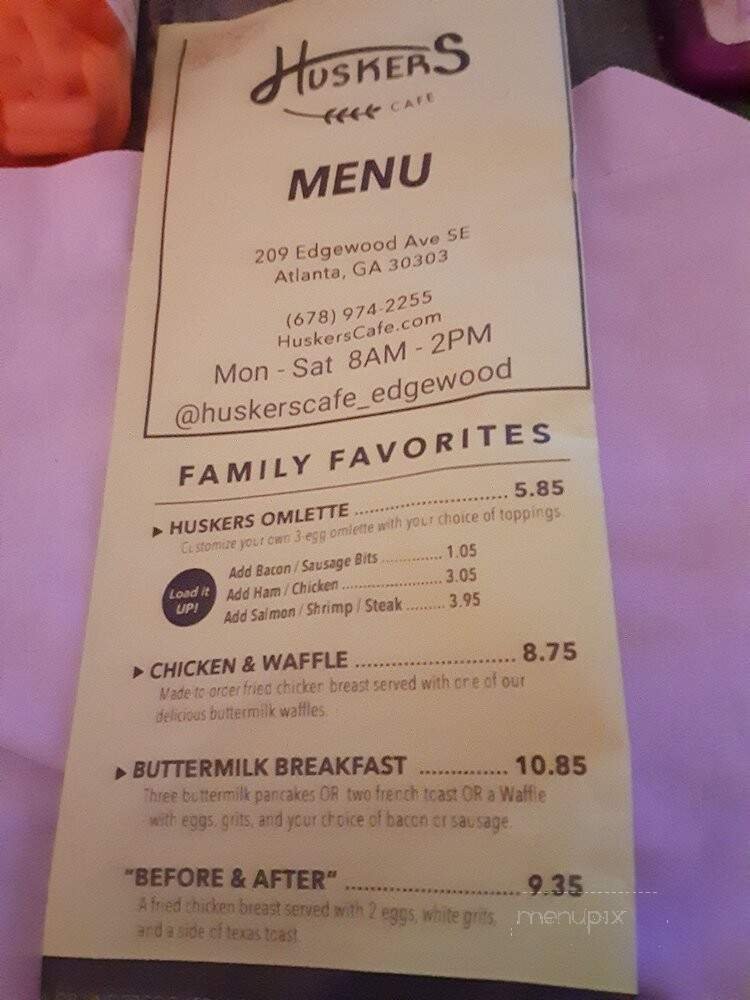 HUSKERS
CAFE
MENU
209 Edgewood Ave SE
Atlanta, GA 30303
(678) 974-2255
HuskersCafe.com
Mon - Sat 8AM - 2PM
@huskerscafe_edgewood
FAMILY FAVORITES
HUSKERS OMLETTE ................................ 5.85
Customize your own 3-egg omlette with your choice of toppings.
Load it
UP!
Add Bacon / Sausage Bits ............. 1.05
Add Ham / Chicken ...................... 3.05
Add Salmon / Shrimp / Steak ......... 3.95
CHICKEN & WAFFLE .......................... 8.75
Made to order fried chicken breast served with one of our
delicious buttermilk waffles.
BUTTERMILK BREAKFAST .............. 10.85
Three buttermilk pancakes OR two french toast OR a Waffle
with eggs, grits, and your choice of bacon or sausage.
"BEFORE & AFTER" ............................ 9.35
A fried chicken breast served with 2 eggs, white grits,
and a side of texas toast.
menupix